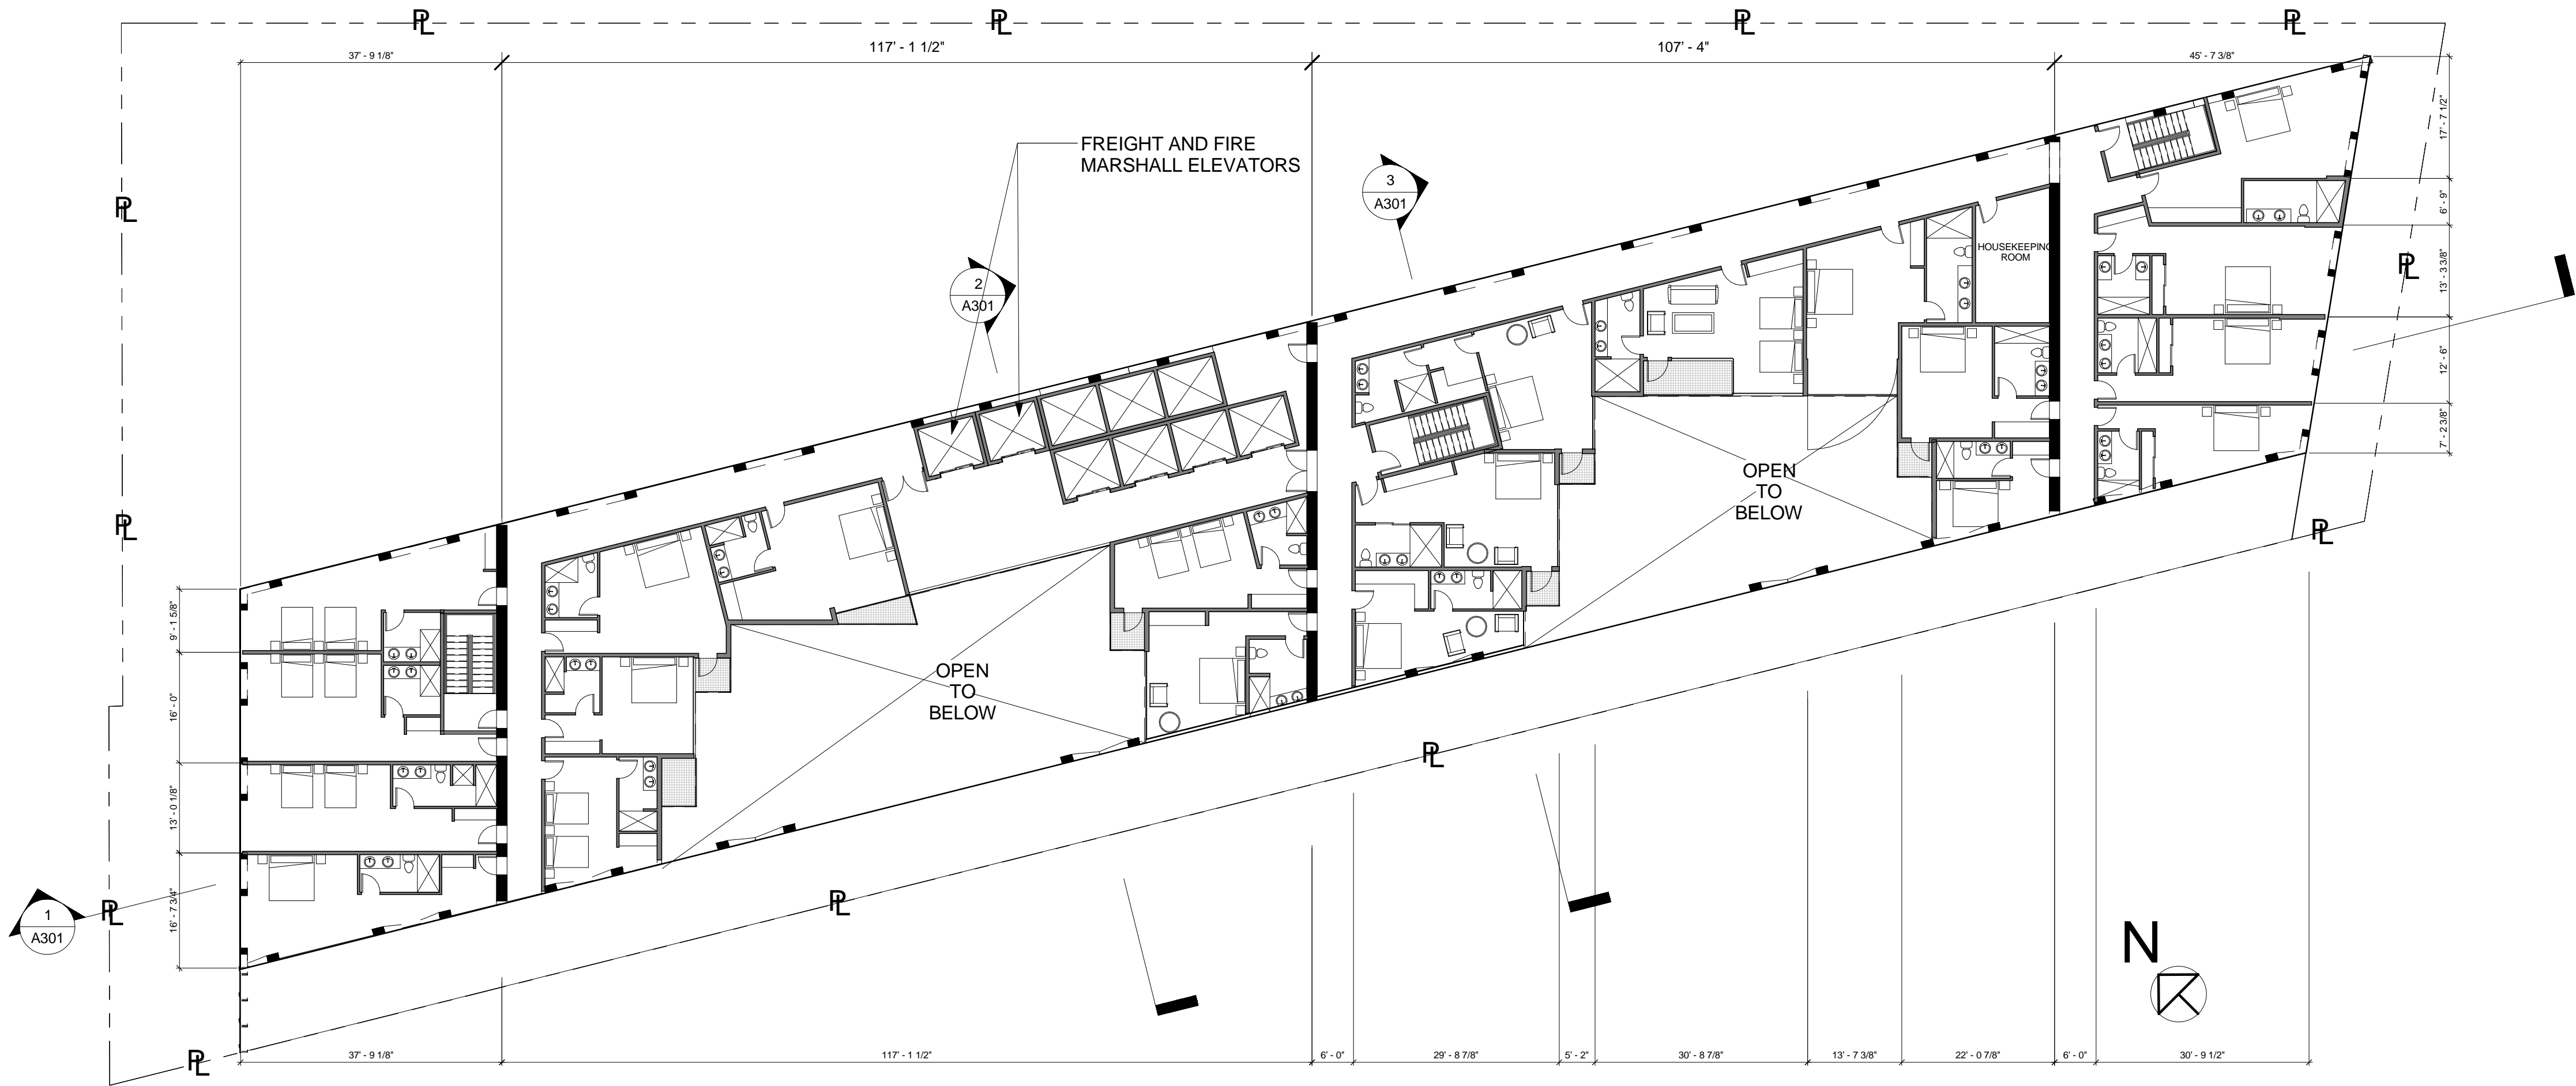 PL PL PL PL
37' - 9 1/8"
117' - 1 1/2"
107' - 4"
45' - 7 3/8"
FREIGHT AND FIRE
MARSHALL ELEVATORS
17' - 7 1/2"
PL
3
A301
6' - 9"
HOUSEKEEPING
ROOM
PL
13' - 3 3/8"
2
A301
12' - 6"
7' - 2 3/8"
OPEN
TO
BELOW
PL
PL
9' - 1 5/8"
16' - 0"
OPEN
TO
BELOW
PL
13' - 0 1/8"
16' - 7 3/4"
1
A301
PL
PL
N
PL
37' - 9 1/8"
117' - 1 1/2"
6' - 0"
29' - 8 7/8"
5' - 2"
30' - 8 7/8"
13' - 7 3/8"
22' - 0 7/8"
6' - 0"
30' - 9 1/2"